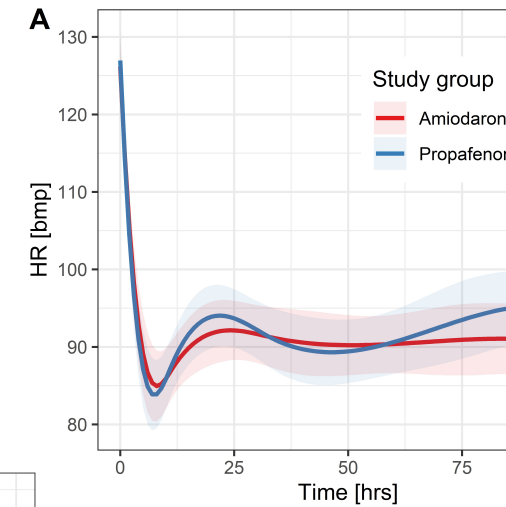 A
130
120
110
100
90
80
HR [bmp]
Study group
Amiodaron
Propafenor
0 25 50 75
Time [hrs]